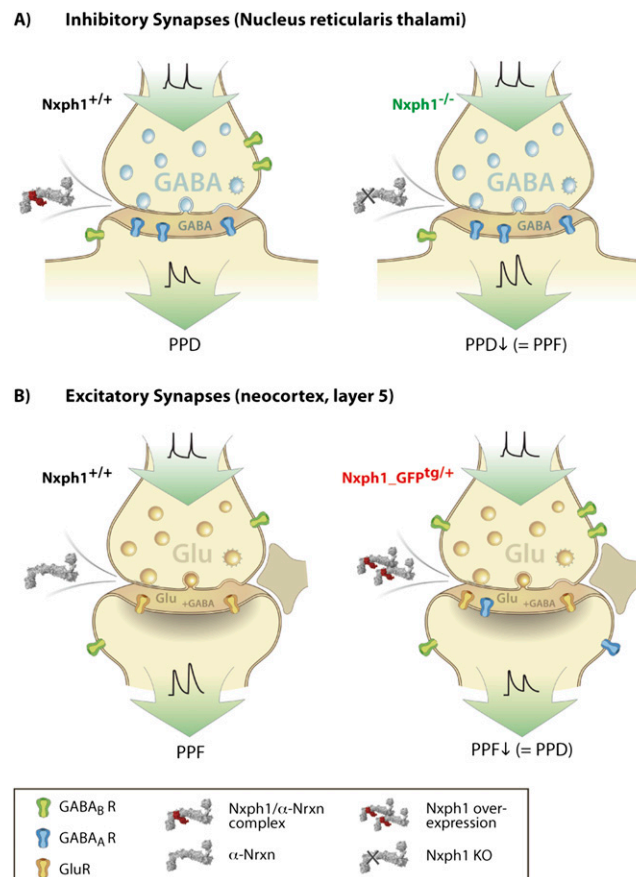 A) Inhibitory Synapses (Nucleus reticularis thalami)
Nxph1+/+
Nxph1-/-
GABA
GABA
GABA
GABA
PPD
PPD↓ (= PPF)
B) Excitatory Synapses (neocortex, layer 5)
Nxph1+/+
Nxph1_GFPtg/+
Glu
Glu
Glu +GABA
Glu +GABA
PPF
PPF↓ (= PPD)
GABAB R
GABAA R
GluR
Nxph1/α-Nrxn
complex
α-Nrxn
Nxph1 over-
expression
Nxph1 KO